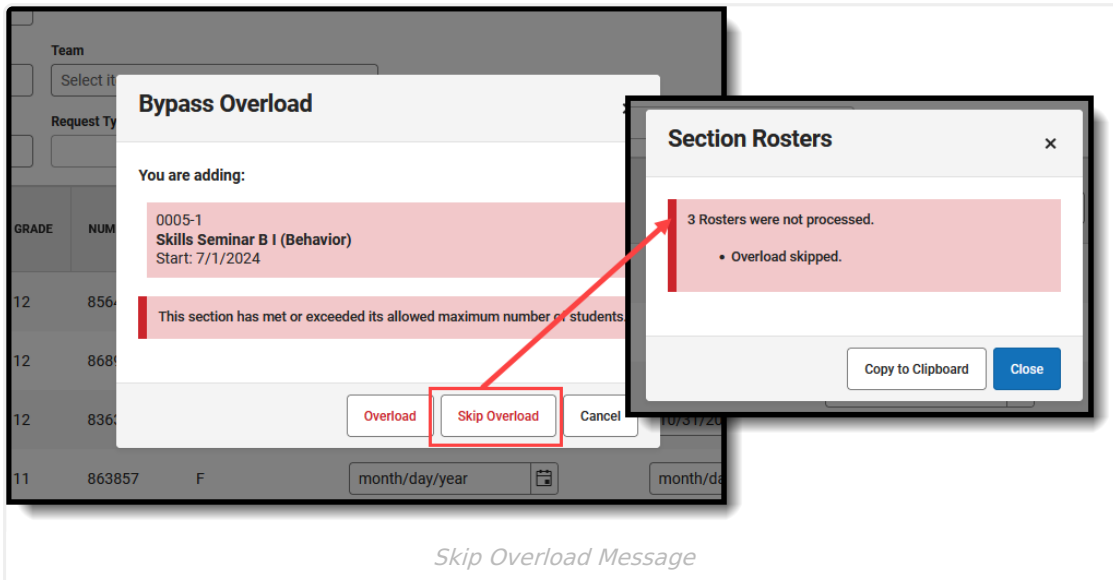 Team
Select it
Bypass Overload
Request Ty
You are adding:
0005-1
Skills Seminar B I (Behavior)
Start: 7/1/2024
This section has met or exceeded its allowed maximum number of students.
Overload
Skip Overload
Cancel
GRADE
NUM
12
856
12
868
12
836
10/31/20
11
863857
F
month/day/year
month/da
Section Rosters
×
3 Rosters were not processed.
• Overload skipped.
Copy to Clipboard
Close
Skip Overload Message